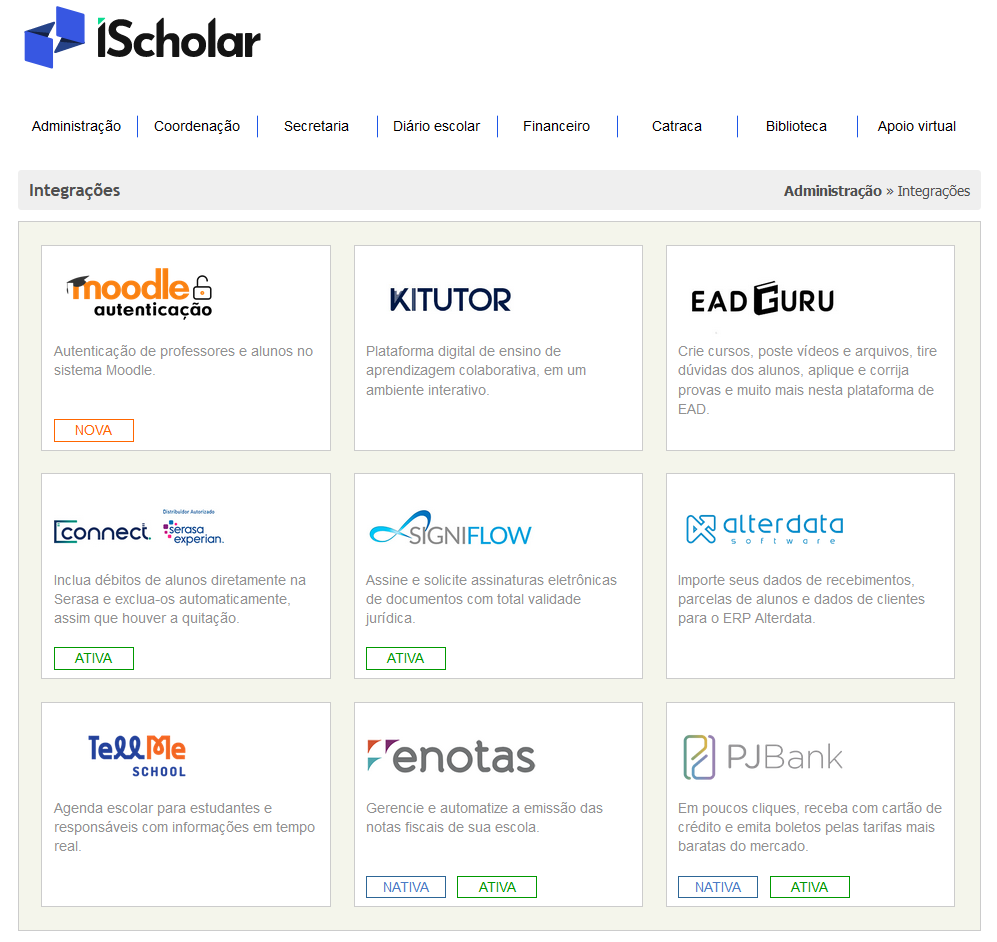 iScholar
Administração
Coordenação
Secretaria
Diário escolar
Financeiro
Catraca
Biblioteca
Apoio virtual
Integrações
Administração » Integrações
moodle
autenticação
Autenticação de professores e alunos no
sistema Moodle.
NOVA
KITUTOR
Plataforma digital de ensino de
aprendizagem colaborativa, em um
ambiente interativo.
EAD GURU
Crie cursos, poste vídeos e arquivos, tire
dúvidas dos alunos, aplique e corrija
provas e muito mais nesta plataforma de
EAD.
connect.
Distribuidor Autorizado
serasa
experian.
Inclua débitos de alunos diretamente na
Serasa e exclua-os automaticamente,
assim que houver a quitação.
ATIVA
SIGNIFLOW
Assine e solicite assinaturas eletrônicas
de documentos com total validade
jurídica.
ATIVA
alterdata
software
Importe seus dados de recebimentos,
parcelas de alunos e dados de clientes
para o ERP Alterdata.
TellMe
SCHOOL
Agenda escolar para estudantes e
responsáveis com informações em tempo
real.
enotas
Gerencie e automatize a emissão das
notas fiscais de sua escola.
NATIVA
ATIVA
PJBank
Em poucos cliques, receba com cartão de
crédito e emita boletos pelas tarifas mais
baratas do mercado.
NATIVA
ATIVA